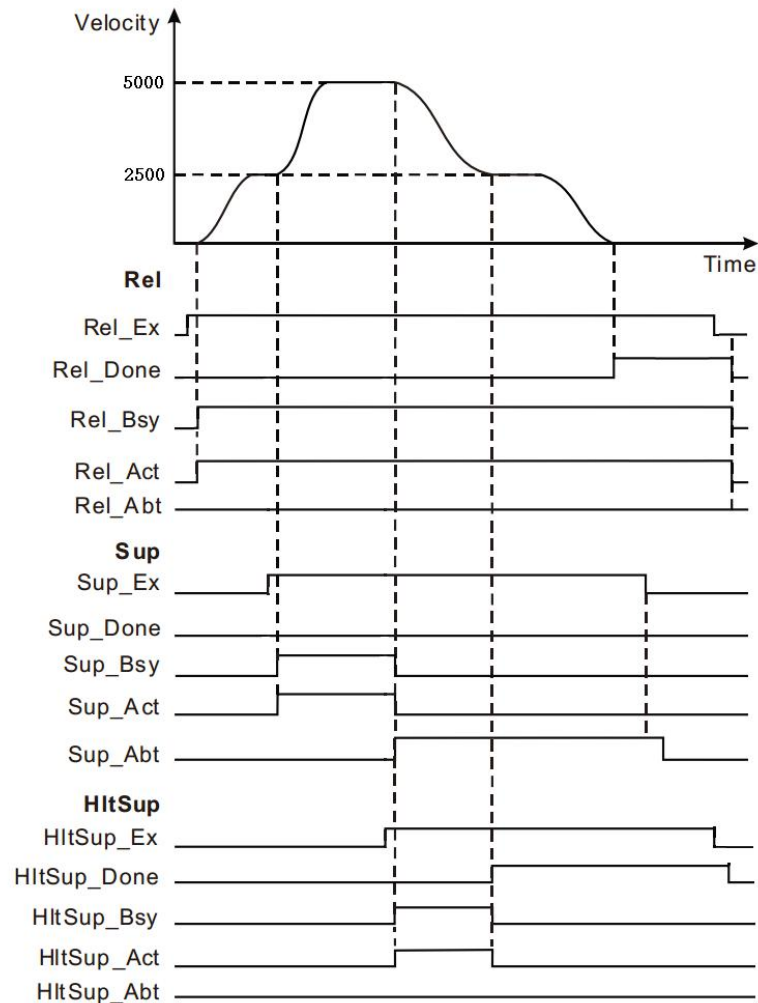 Velocity
5000
2500
Time
Rel
Rel_Ex
Rel_Done
Rel_Bsy
Rel_Act
Rel_Abt
Sup
Sup_Ex
Sup_Done
Sup_Bsy
Sup_Act
Sup_Abt
HltSup
HltSup_Ex
HltSup_Done
HltSup_Bsy
HltSup_Act
HltSup_Abt